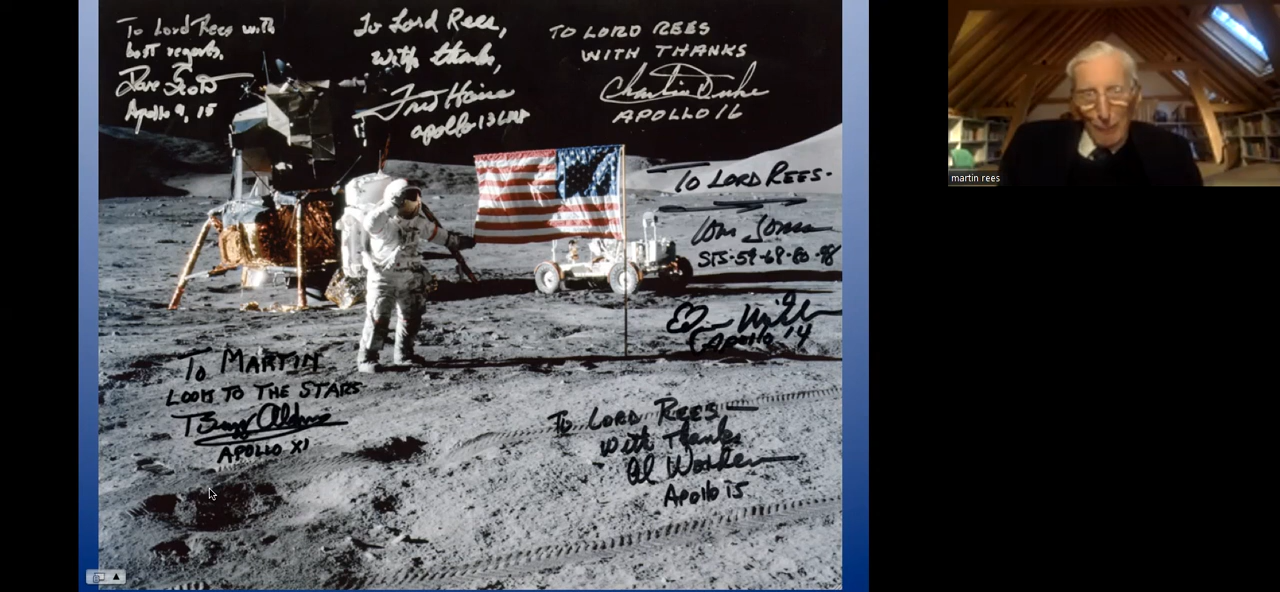 To Lord Rees with
best regards,
Dave Scott
Apollo 9, 15
To Lord Rees,
with thanks,
Fred Haise
apollo 13 LMP
TO LORD REES
WITH THANKS
Charlie Duke
APOLLO 16
TO LORD REES-
Tom Jones
STS-59-68-80-98
Apollo 14
TO MARTIN
LOOK TO THE STARS
Buzz Aldrin
APOLLO XI
To LORD REES —
With Thanks
Al Worden
Apollo 15
martin rees